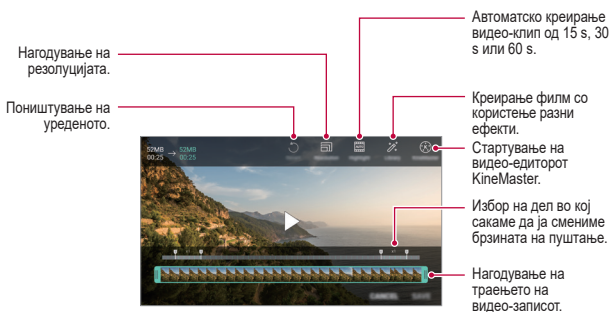 Нагодување на
резолуцијата.
Поништување на
уреденото.
Автоматско креирање
видео-клип од 15 s, 30
s или 60 s.
Креирање филм со
користење разни
ефекти.
Стартување на
видео-едиторот
KineMaster.
Избор на дел во кој
сакаме да ја смениме
брзината на пуштање.
Нагодување на
траењето на
видео-записот.
52MB → 52MB
00:25 00:25
CANCEL SAVE